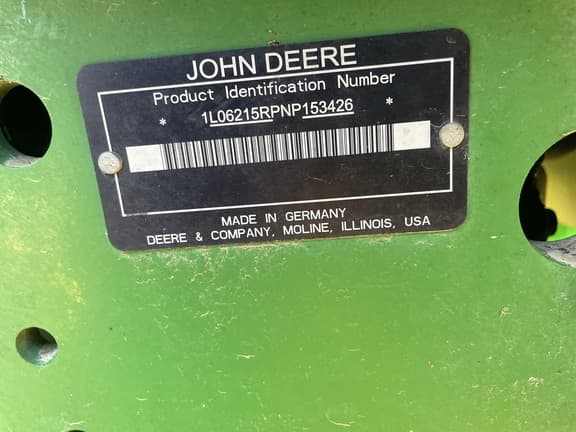 JOHN DEERE
Product Identification Number
* 1L06215RPNP153426 *
MADE IN GERMANY
DEERE & COMPANY, MOLINE, ILLINOIS, USA